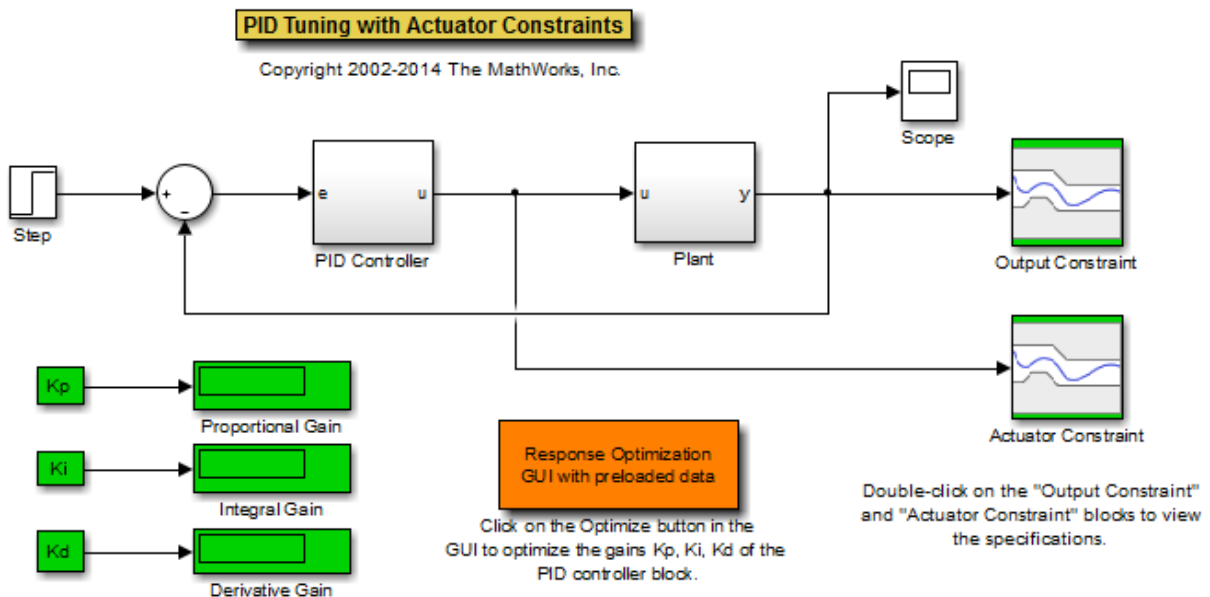 PID Tuning with Actuator Constraints
Copyright 2002-2014 The MathWorks, Inc.
Scope
+
-
e
u
u
y
Step
PID Controller
Plant
Output Constraint
Kp
Proportional Gain
Ki
Integral Gain
Kd
Derivative Gain
Response Optimization
GUI with preloaded data
Click on the Optimize button in the
GUI to optimize the gains Kp, Ki, Kd of the
PID controller block.
Actuator Constraint
Double-click on the "Output Constraint"
and "Actuator Constraint" blocks to view
the specifications.